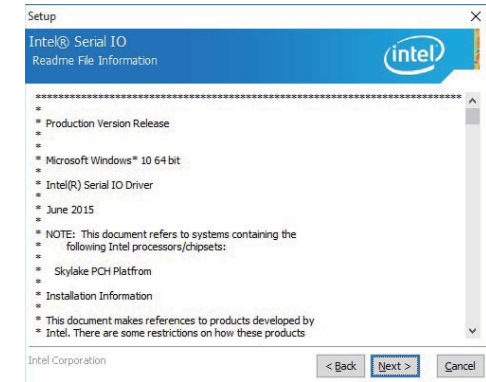 Setup
Intel® Serial IO
Readme File Information
intel
************************************************************************************
*
* Production Version Release
*
*
* Microsoft Windows* 10 64 bit
*
* Intel(R) Serial IO Driver
*
* June 2015
*
* NOTE: This document refers to systems containing the
* following Intel processors/chipsets:
*
* Skylake PCH Platfrom
*
* Installation Information
*
* This document makes references to products developed by
* Intel. There are some restrictions on how these products
Intel Corporation
< Back Next > Cancel